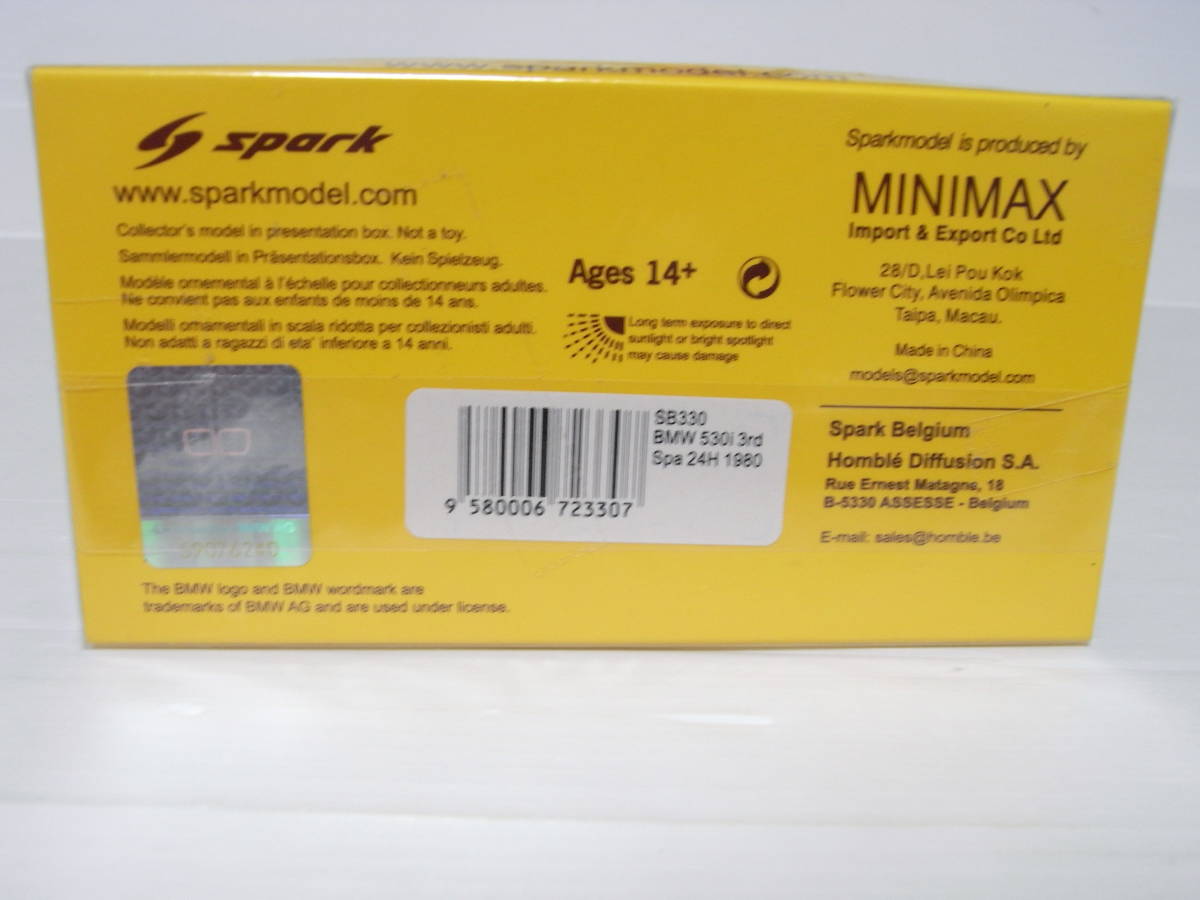 www.sparkmodel.com
spark
www.sparkmodel.com
Collector's model in presentation box. Not a toy.
Sammlermodell in Präsentationsbox. Kein Spielzeug.
Modèle ornemental à l'échelle pour collectionneurs adultes.
Ne convient pas aux enfants de moins de 14 ans.
Modelli ornamentali in scala ridotta per collezionisti adulti.
Non adatti a ragazzi di eta' inferiore a 14 anni.
Ages 14+
Long term exposure to direct
sunlight or bright spotlight
may cause damage
Sparkmodel is produced by
MINIMAX
Import & Export Co Ltd
28/D,Lei Pou Kok
Flower City, Avenida Olimpica
Taipa, Macau.
Made in China
models@sparkmodel.com
Spark Belgium
Homblé Diffusion S.A.
Rue Ernest Matagne, 18
B-5330 ASSESSE - Belgium
E-mail: sales@homble.be
SB330
BMW 530i 3rd
Spa 24H 1980
9 580006 723307
The BMW logo and BMW wordmark are
trademarks of BMW AG and are used under license.